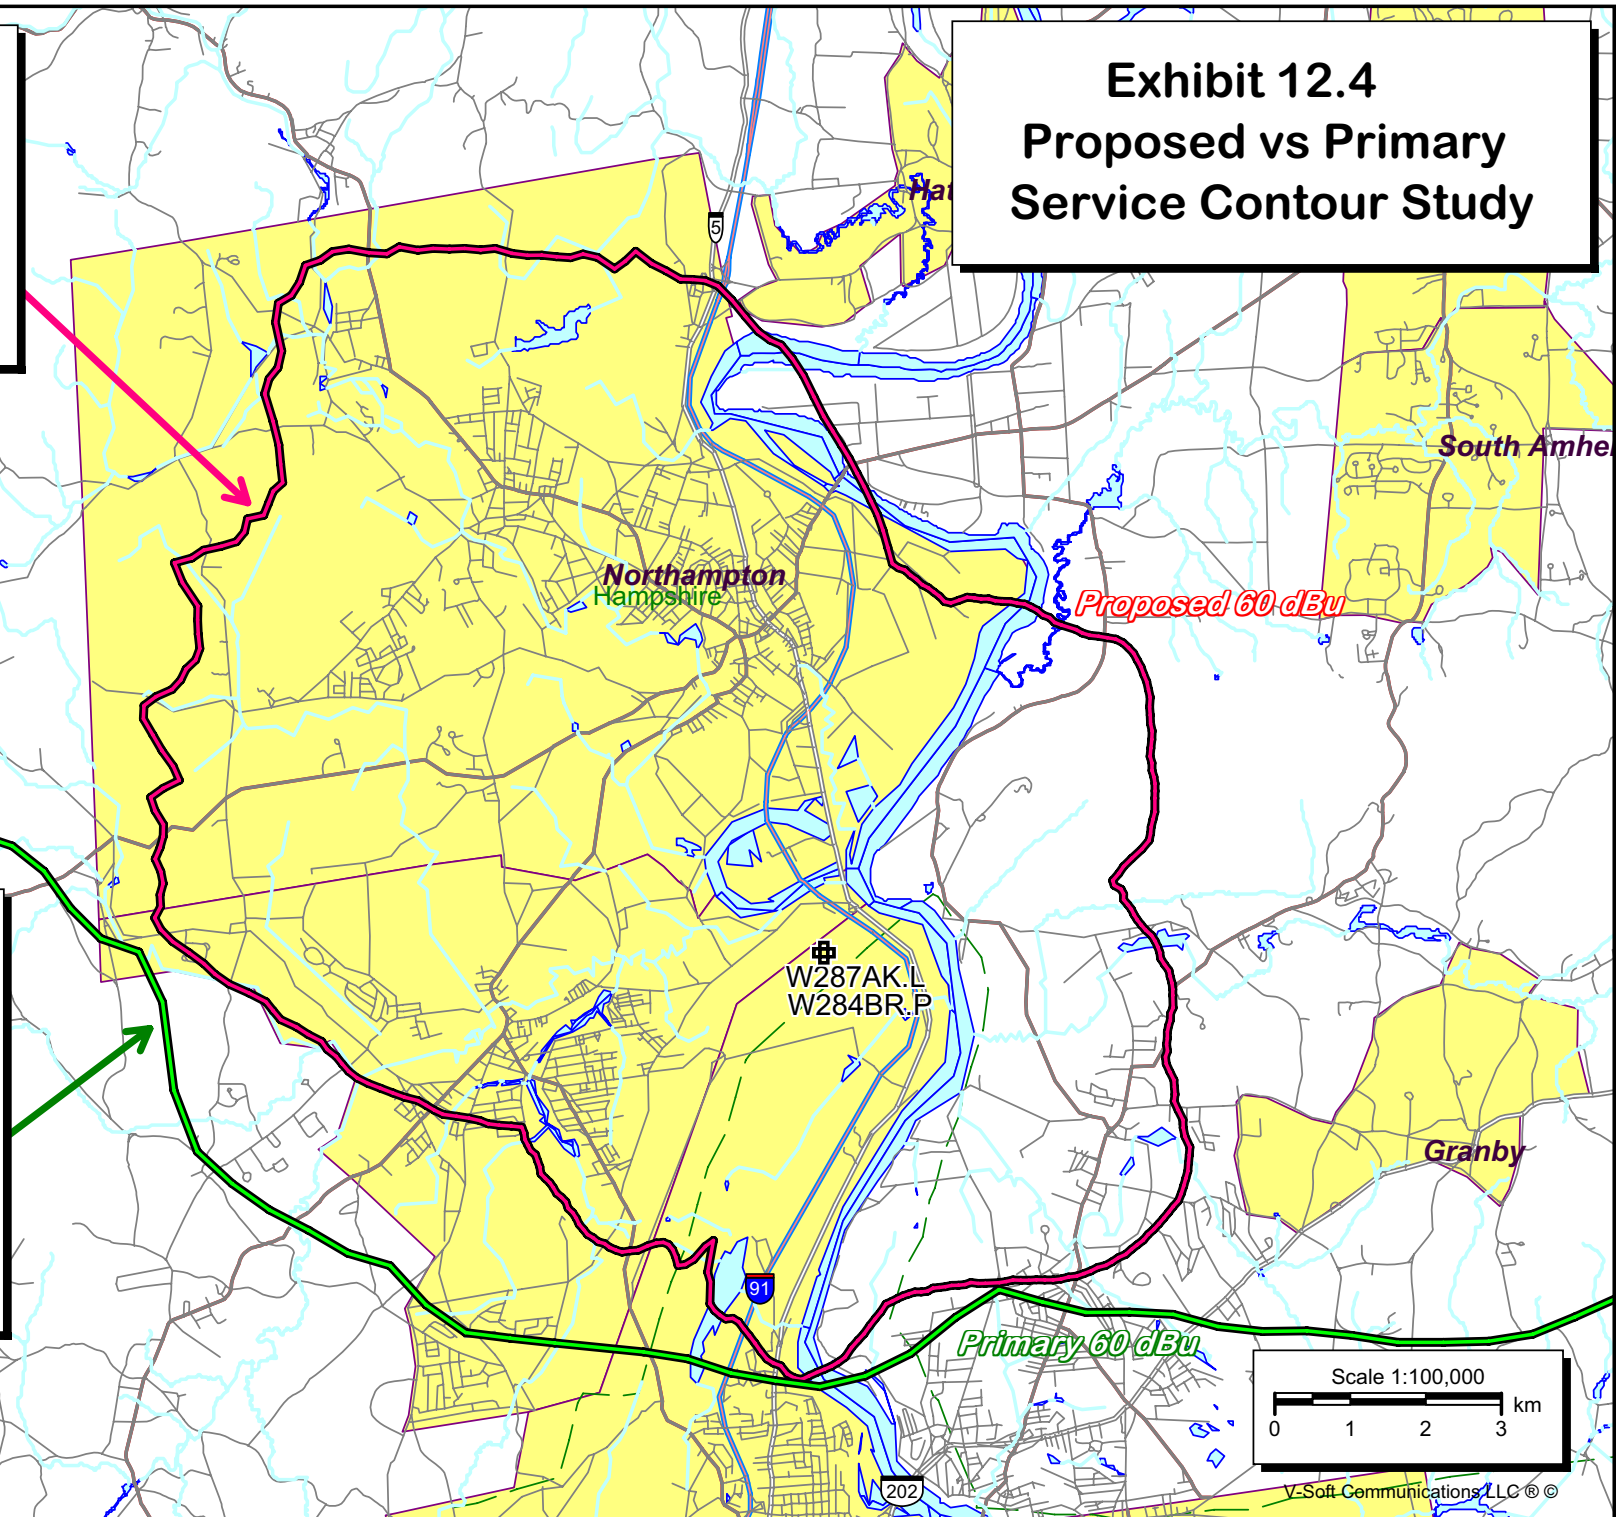 Exhibit 12.4
Proposed vs Primary
Service Contour Study
Hat
5
South Amhe
Northampton
Hampshire
Proposed 60 dBu
W287AK.L
W284BR.P
Granby
91
Primary 60 dBu
Scale 1:100,000
km
0 1 2 3
202
V-Soft Communications LLC ® ©